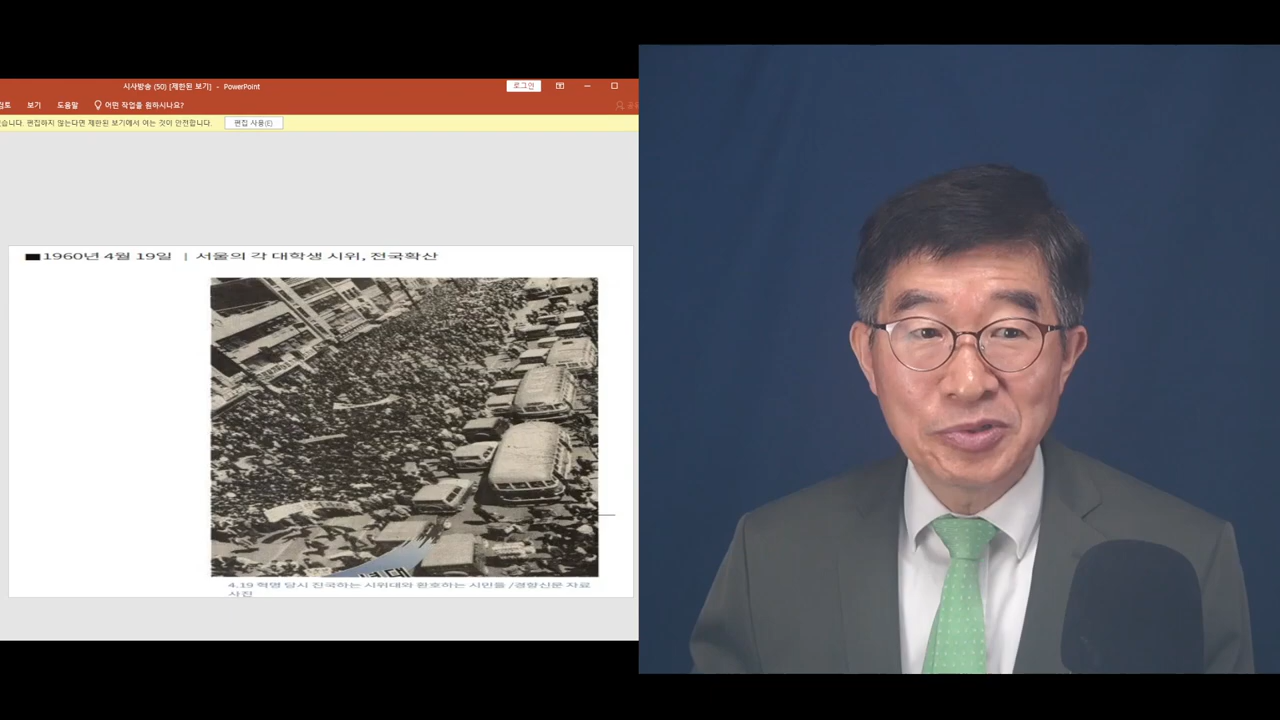 시사방송 (50) [제한된 보기] - PowerPoint
로그인
검토 보기 도움말 어떤 작업을 원하시나요?
편집하지 않는다면 제한된 보기에서 여는 것이 안전합니다. 편집 사용(E)
■1960년 4월 19일 | 서울의 각 대학생 시위, 전국확산
4.19 혁명 당시 진국하는 시위대와 환호하는 시민들 /경향신문 자료
사진